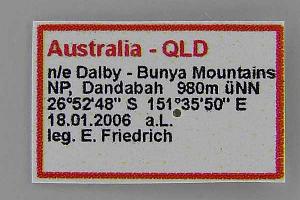 Australia - QLD
n/e Dalby - Bunya Mountains
NP, Dandabah 980m üNN
26°52'48" S 151°35'50" E
18.01.2006 a.L.
leg. E. Friedrich